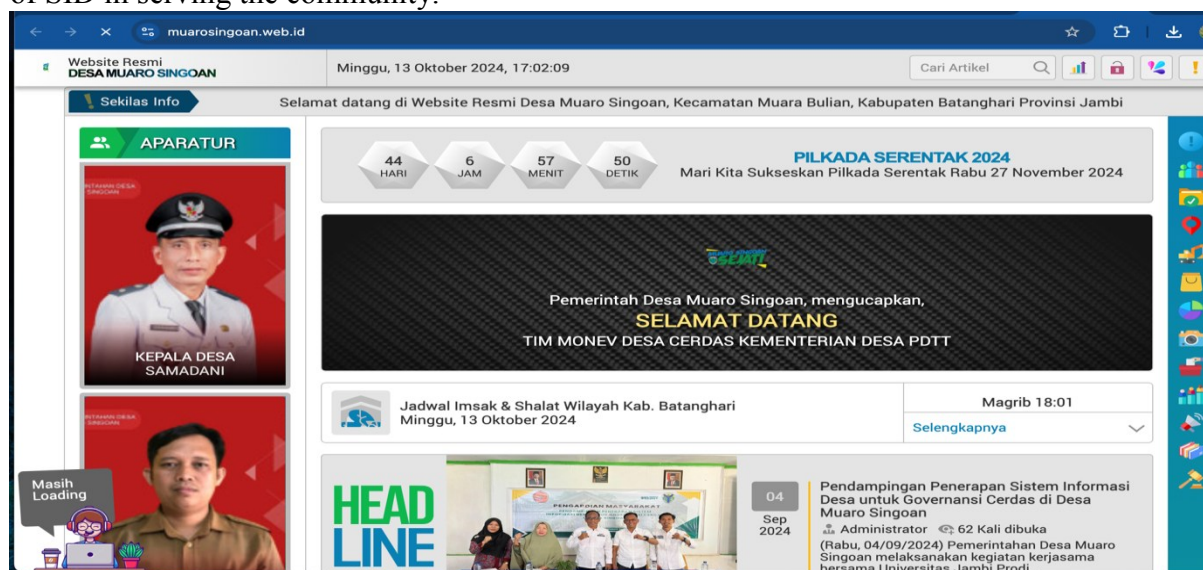 of SID in serving the community.
muarosingoan.web.id
Website Resmi
DESA MUARO SINGOAN
Minggu, 13 Oktober 2024, 17:02:09
Cari Artikel
Sekilas Info
Selamat datang di Website Resmi Desa Muaro Singoan, Kecamatan Muara Bulian, Kabupaten Batanghari Provinsi Jambi
APARATUR
KEPALA DESA
SAMADANI
44
HARI
6
JAM
57
MENIT
50
DETIK
PILKADA SERENTAK 2024
Mari Kita Sukseskan Pilkada Serentak Rabu 27 November 2024
SEJATI
Pemerintah Desa Muaro Singoan, mengucapkan,
SELAMAT DATANG
TIM MONEV DESA CERDAS KEMENTERIAN DESA PDTT
Jadwal Imsak & Shalat Wilayah Kab. Batanghari
Minggu, 13 Oktober 2024
Magrib 18:01
Selengkapnya
Masih
Loading
HEAD
LINE
04
Sep
2024
Pendampingan Penerapan Sistem Informasi
Desa untuk Governansi Cerdas di Desa
Muaro Singoan
Administrator 62 Kali dibuka
(Rabu, 04/09/2024) Pemerintahan Desa Muaro
Singoan melaksanakan kegiatan kerjasama
bersama Universitas Jambi Prodi